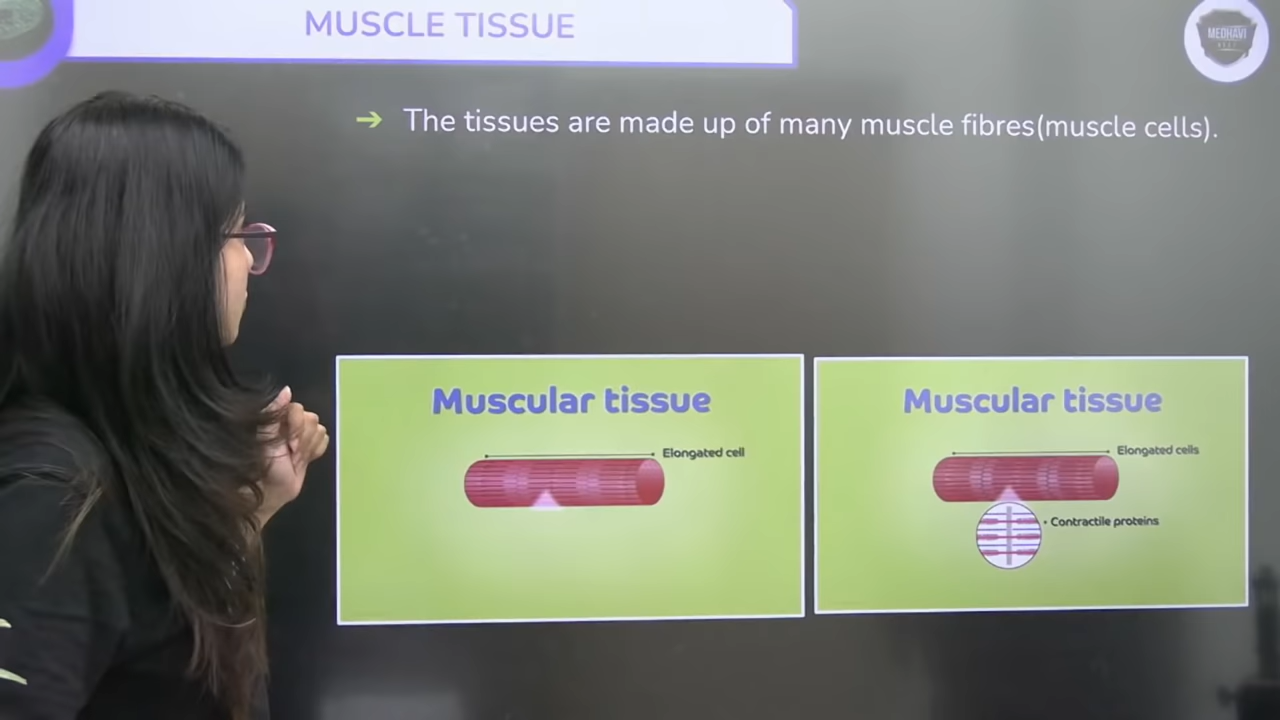 MUSCLE TISSUE
MEDHAVI
➔ The tissues are made up of many muscle fibres(muscle cells).
Muscular tissue
Elongated cell
Muscular tissue
Elongated cells
• Contractile proteins